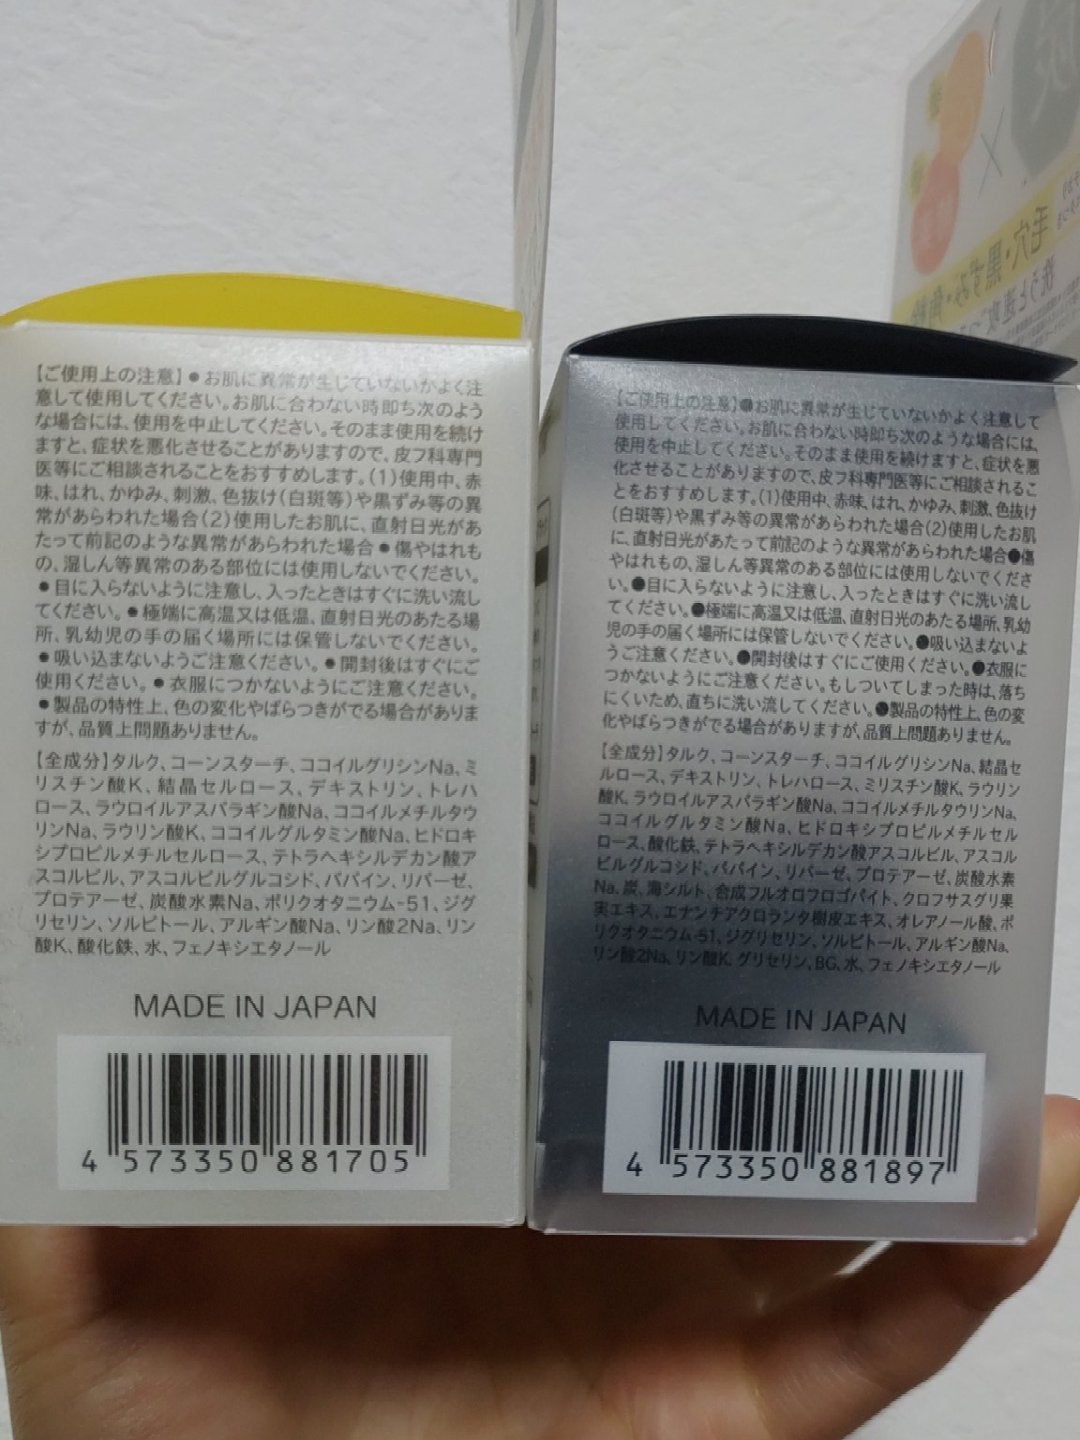 【ご使用上の注意】●お肌に異常が生じていないかよく注
意して使用してください。お肌に合わない時即ち次のよう
な場合には、使用を中止してください。そのまま使用を続け
ますと、症状を悪化させることがありますので、皮フ科専門
医等にご相談されることをおすすめします。(1)使用中、赤
味、はれ、かゆみ、刺激、色抜け(白斑等)や黒ずみ等の異
常があらわれた場合(2)使用したお肌に、直射日光があ
たって前記のような異常があらわれた場合●傷やはれも
の、湿しん等異常のある部位には使用しないでください。
●目に入らないように注意し、入ったときはすぐに洗い流し
てください。●極端に高温又は低温、直射日光のあたる場
所、乳幼児の手の届く場所には保管しないでください。
●吸い込まないようご注意ください。●開封後はすぐにご
使用ください。●衣服につかないようにご注意ください。
●製品の特性上、色の変化やばらつきがでる場合がありま
すが、品質上問題ありません。
【全成分】タルク、コーンスターチ、ココイルグリシンNa、ミ
リスチン酸K、結晶セルロース、デキストリン、トレハ
ロース、ラウロイルアスパラギン酸Na、ココイルメチルタウ
リンNa、ラウリン酸K、ココイルグルタミン酸Na、ヒドロキ
シプロピルメチルセルロース、テトラヘキシルデカン酸ア
スコルビル、アスコルビルグルコシド、パパイン、リパーゼ、
プロテアーゼ、炭酸水素Na、ポリクオタニウム-51、ジグ
リセリン、ソルビトール、アルギン酸Na、リン酸2Na、リン
酸K、酸化鉄、水、フェノキシエタノール
MADE IN JAPAN
4 573350 881705
【ご使用上の注意】●お肌に異常が生じていないかよく注意して
使用してください。お肌に合わない時即ち次のような場合には、
使用を中止してください。そのまま使用を続けますと、症状を悪
化させることがありますので、皮フ科専門医等にご相談されるこ
とをおすすめします。(1)使用中、赤味、はれ、かゆみ、刺激、色抜け
(白斑等)や黒ずみ等の異常があらわれた場合(2)使用したお肌
に、直射日光があたって前記のような異常があらわれた場合●傷
やはれもの、湿しん等異常のある部位には使用しないでくださ
い。●目に入らないように注意し、入ったときはすぐに洗い流し
てください。●極端に高温又は低温、直射日光のあたる場所、乳幼
児の手の届く場所には保管しないでください。●吸い込まないよ
うご注意ください。●開封後はすぐにご使用ください。●衣服に
つかないようにご注意ください。もしついてしまった時は、落ち
にくいため、直ちに洗い流してください。●製品の特性上、色の変
化やばらつきがでる場合がありますが、品質上問題ありません。
【全成分】タルク、コーンスターチ、ココイルグリシンNa、結晶セ
ルロース、デキストリン、トレハロース、ミリスチン酸K、ラウリン
酸K、ラウロイルアスパラギン酸Na、ココイルメチルタウリンNa、
ココイルグルタミン酸Na、ヒドロキシプロピルメチルセル
ロース、酸化鉄、テトラヘキシルデカン酸アスコルビル、アスコル
ビルグルコシド、パパイン、リパーゼ、プロテアーゼ、炭酸水素
Na、炭、海シルト、合成フルオロフロゴパイト、クロフサスグリ果
実エキス、エナンチアクロランタ樹皮エキス、オレアノール酸、ポ
リクオタニウム-51、ジグリセリン、ソルビトール、アルギン酸Na、
リン酸2Na、リン酸K、グリセリン、BG、水、フェノキシエタノール
MADE IN JAPAN
4 573350 881897
毛穴・黒ずみ・角栓